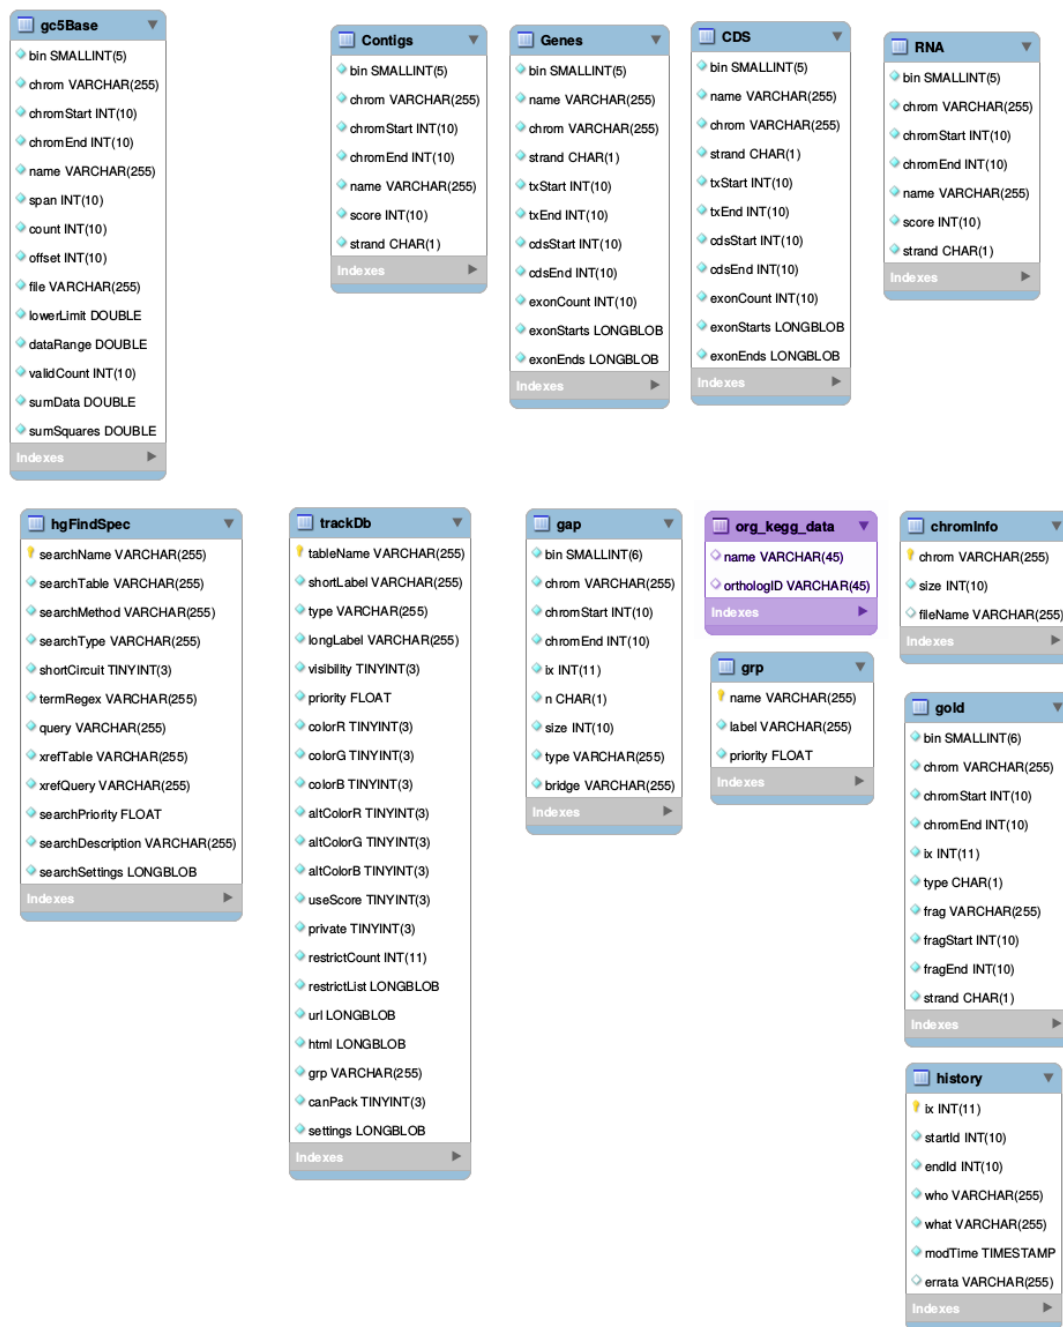 gc5Base
bin SMALLINT(5)
chrom VARCHAR(255)
chromStart INT(10)
chromEnd INT(10)
name VARCHAR(255)
span INT(10)
count INT(10)
offset INT(10)
file VARCHAR(255)
lowerLimit DOUBLE
dataRange DOUBLE
validCount INT(10)
sumData DOUBLE
sumSquares DOUBLE
Indexes
Contigs
bin SMALLINT(5)
chrom VARCHAR(255)
chromStart INT(10)
chromEnd INT(10)
name VARCHAR(255)
score INT(10)
strand CHAR(1)
Indexes
Genes
bin SMALLINT(5)
name VARCHAR(255)
chrom VARCHAR(255)
strand CHAR(1)
txStart INT(10)
txEnd INT(10)
cdsStart INT(10)
cdsEnd INT(10)
exonCount INT(10)
exonStarts LONGBLOB
exonEnds LONGBLOB
Indexes
CDS
bin SMALLINT(5)
name VARCHAR(255)
chrom VARCHAR(255)
strand CHAR(1)
txStart INT(10)
txEnd INT(10)
cdsStart INT(10)
cdsEnd INT(10)
exonCount INT(10)
exonStarts LONGBLOB
exonEnds LONGBLOB
Indexes
RNA
bin SMALLINT(5)
chrom VARCHAR(255)
chromStart INT(10)
chromEnd INT(10)
name VARCHAR(255)
score INT(10)
strand CHAR(1)
Indexes
hgFindSpec
searchName VARCHAR(255)
searchTable VARCHAR(255)
searchMethod VARCHAR(255)
searchType VARCHAR(255)
shortCircuit TINYINT(3)
termRegex VARCHAR(255)
query VARCHAR(255)
xrefTable VARCHAR(255)
xrefQuery VARCHAR(255)
searchPriority FLOAT
searchDescription VARCHAR(255)
searchSettings LONGBLOB
Indexes
trackDb
tableName VARCHAR(255)
shortLabel VARCHAR(255)
type VARCHAR(255)
longLabel VARCHAR(255)
visibility TINYINT(3)
priority FLOAT
colorR TINYINT(3)
colorG TINYINT(3)
colorB TINYINT(3)
altColorR TINYINT(3)
altColorG TINYINT(3)
altColorB TINYINT(3)
useScore TINYINT(3)
private TINYINT(3)
restrictCount INT(11)
restrictList LONGBLOB
url LONGBLOB
html LONGBLOB
grp VARCHAR(255)
canPack TINYINT(3)
settings LONGBLOB
Indexes
gap
bin SMALLINT(6)
chrom VARCHAR(255)
chromStart INT(10)
chromEnd INT(10)
ix INT(11)
n CHAR(1)
size INT(10)
type VARCHAR(255)
bridge VARCHAR(255)
Indexes
org_kegg_data
name VARCHAR(45)
orthologID VARCHAR(45)
Indexes
grp
name VARCHAR(255)
label VARCHAR(255)
priority FLOAT
Indexes
chromInfo
chrom VARCHAR(255)
size INT(10)
fileName VARCHAR(255)
Indexes
gold
bin SMALLINT(6)
chrom VARCHAR(255)
chromStart INT(10)
chromEnd INT(10)
ix INT(11)
type CHAR(1)
frag VARCHAR(255)
fragStart INT(10)
fragEnd INT(10)
strand CHAR(1)
Indexes
history
ix INT(11)
startId INT(10)
endId INT(10)
who VARCHAR(255)
what VARCHAR(255)
modTime TIMESTAMP
errata VARCHAR(255)
Indexes